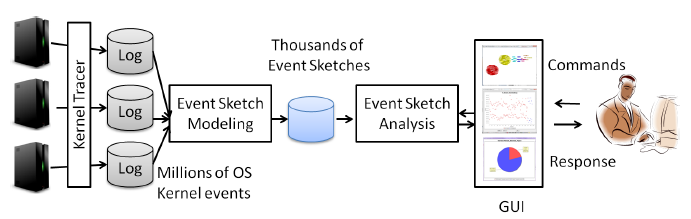 Kernel Tracer
Log
Log
Log
Millions of OS
Kernel events
Event Sketch
Modeling
Thousands of
Event Sketches
Event Sketch
Analysis
GUI
Commands
Response